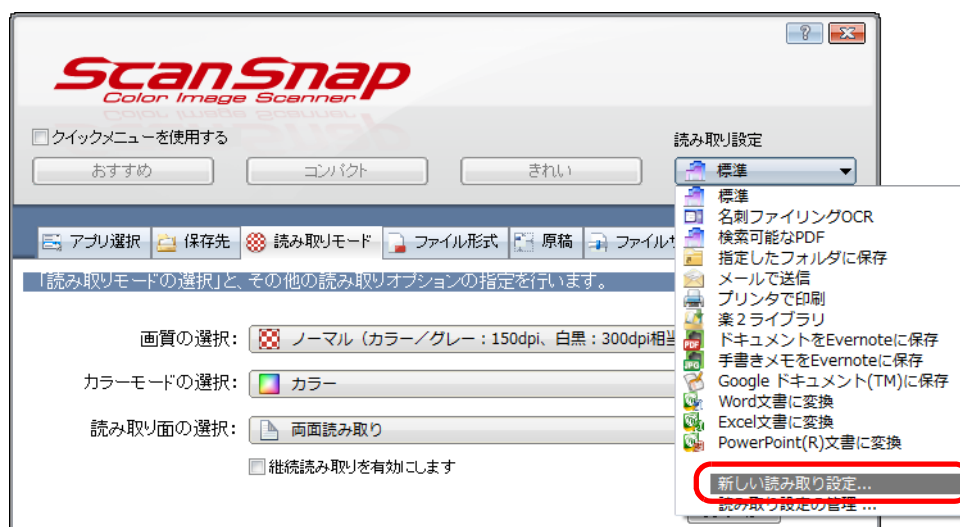 ScanSnap
Color Image Scanner
クイックメニューを使用する
読み取り設定
おすすめ
コンパクト
きれい
標準
標準
名刺ファイリングOCR
検索可能なPDF
指定したフォルダに保存
メールで送信
プリンタで印刷
楽2ライブラリ
ドキュメントをEvernoteに保存
手書きメモをEvernoteに保存
Google ドキュメント(TM)に保存
Word文書に変換
Excel文書に変換
PowerPoint(R)文書に変換
新しい読み取り設定...
読み取り設定の管理 ...
アプリ選択
保存先
読み取りモード
ファイル形式
原稿
ファイルサ
「読み取りモードの選択」と、その他の読み取りオプションの指定を行います。
画質の選択: ノーマル（カラー／グレー：150dpi、白黒：300dpi相
カラーモードの選択: カラー
読み取り面の選択: 両面読み取り
継続読み取りを有効にします